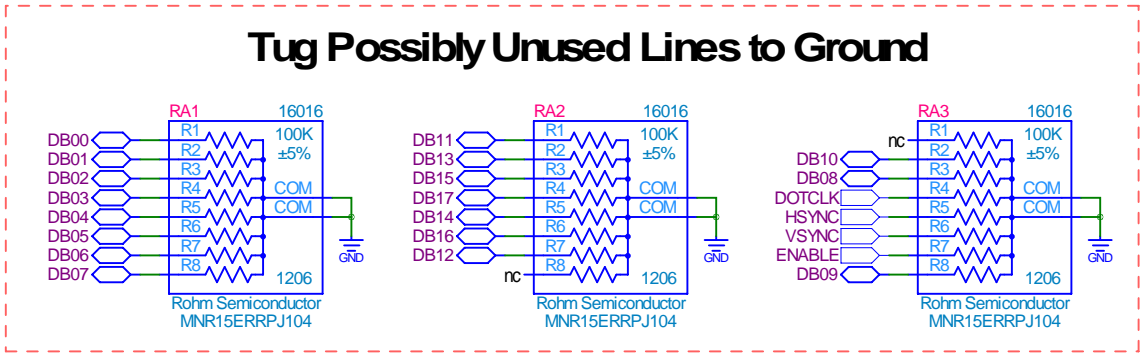 Tug Possibly Unused Lines to Ground
RA1 16016
DB00 R1 100K
DB01 R2 ±5%
DB02 R3
DB03 R4 COM
DB04 R5 COM
DB05 R6
DB06 R7
DB07 R8 1206
GND
Rohm Semiconductor
MNR15ERRPJ104
RA2 16016
DB11 R1 100K
DB13 R2 ±5%
DB15 R3
DB17 R4 COM
DB14 R5 COM
DB16 R6
DB12 R7
nc R8 1206
GND
Rohm Semiconductor
MNR15ERRPJ104
RA3 16016
nc R1 100K
DB10 R2 ±5%
DB08 R3
DOTCLK R4 COM
HSYNC R5 COM
VSYNC R6
ENABLE R7
DB09 R8 1206
GND
Rohm Semiconductor
MNR15ERRPJ104